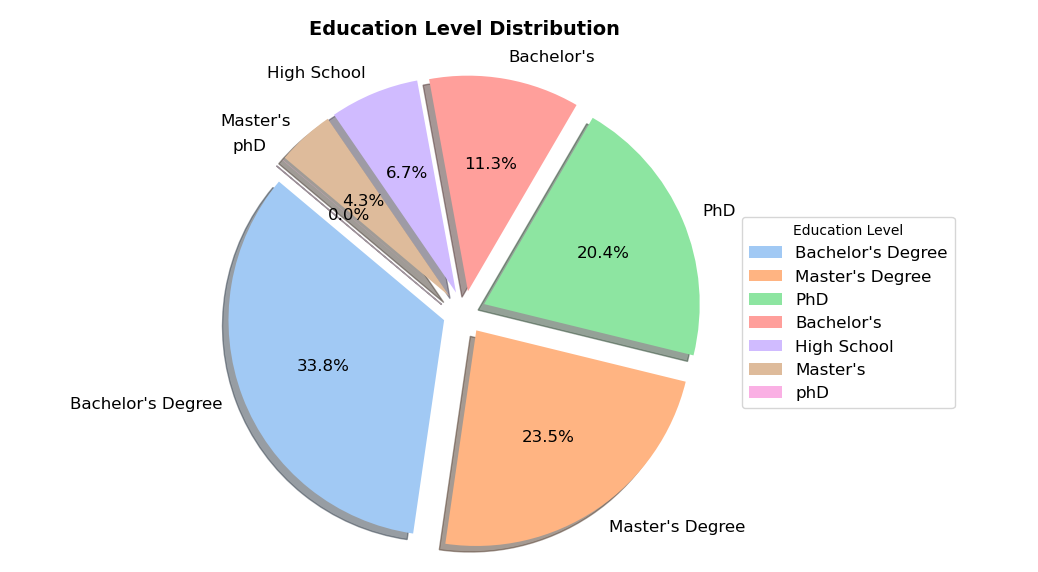 Education Level Distribution
Bachelor's
High School
Master's
phD
11.3%
6.7%
4.3%
0.0%
PhD
20.4%
33.8%
Bachelor's Degree
23.5%
Master's Degree
Education Level
Bachelor's Degree
Master's Degree
PhD
Bachelor's
High School
Master's
phD